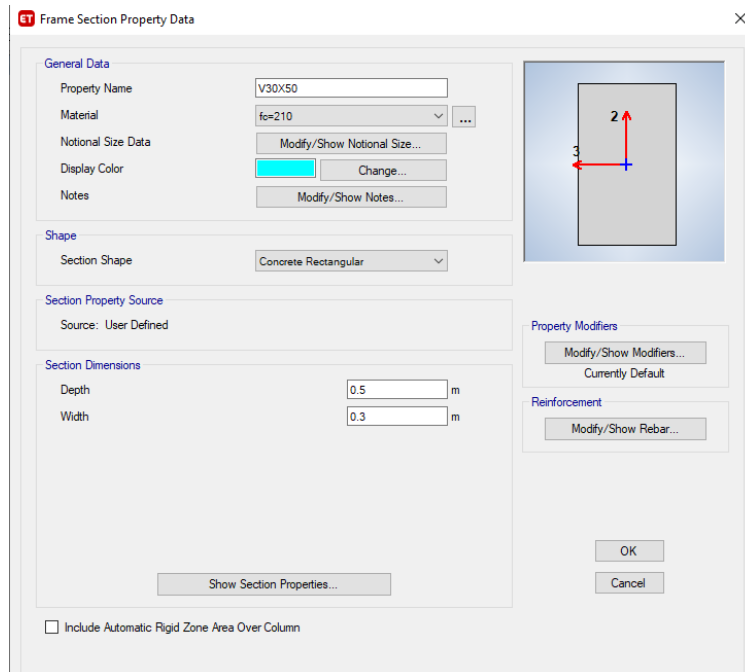 ET Frame Section Property Data
General Data
Property Name V30X50
Material fc=210 ...
Notional Size Data Modify/Show Notional Size...
Display Color Change...
Notes Modify/Show Notes...
Shape
Section Shape Concrete Rectangular
Section Property Source
Source: User Defined
Section Dimensions
Depth 0.5 m
Width 0.3 m
Show Section Properties...
Include Automatic Rigid Zone Area Over Column
2
3
Property Modifiers
Modify/Show Modifiers...
Currently Default
Reinforcement
Modify/Show Rebar...
OK
Cancel